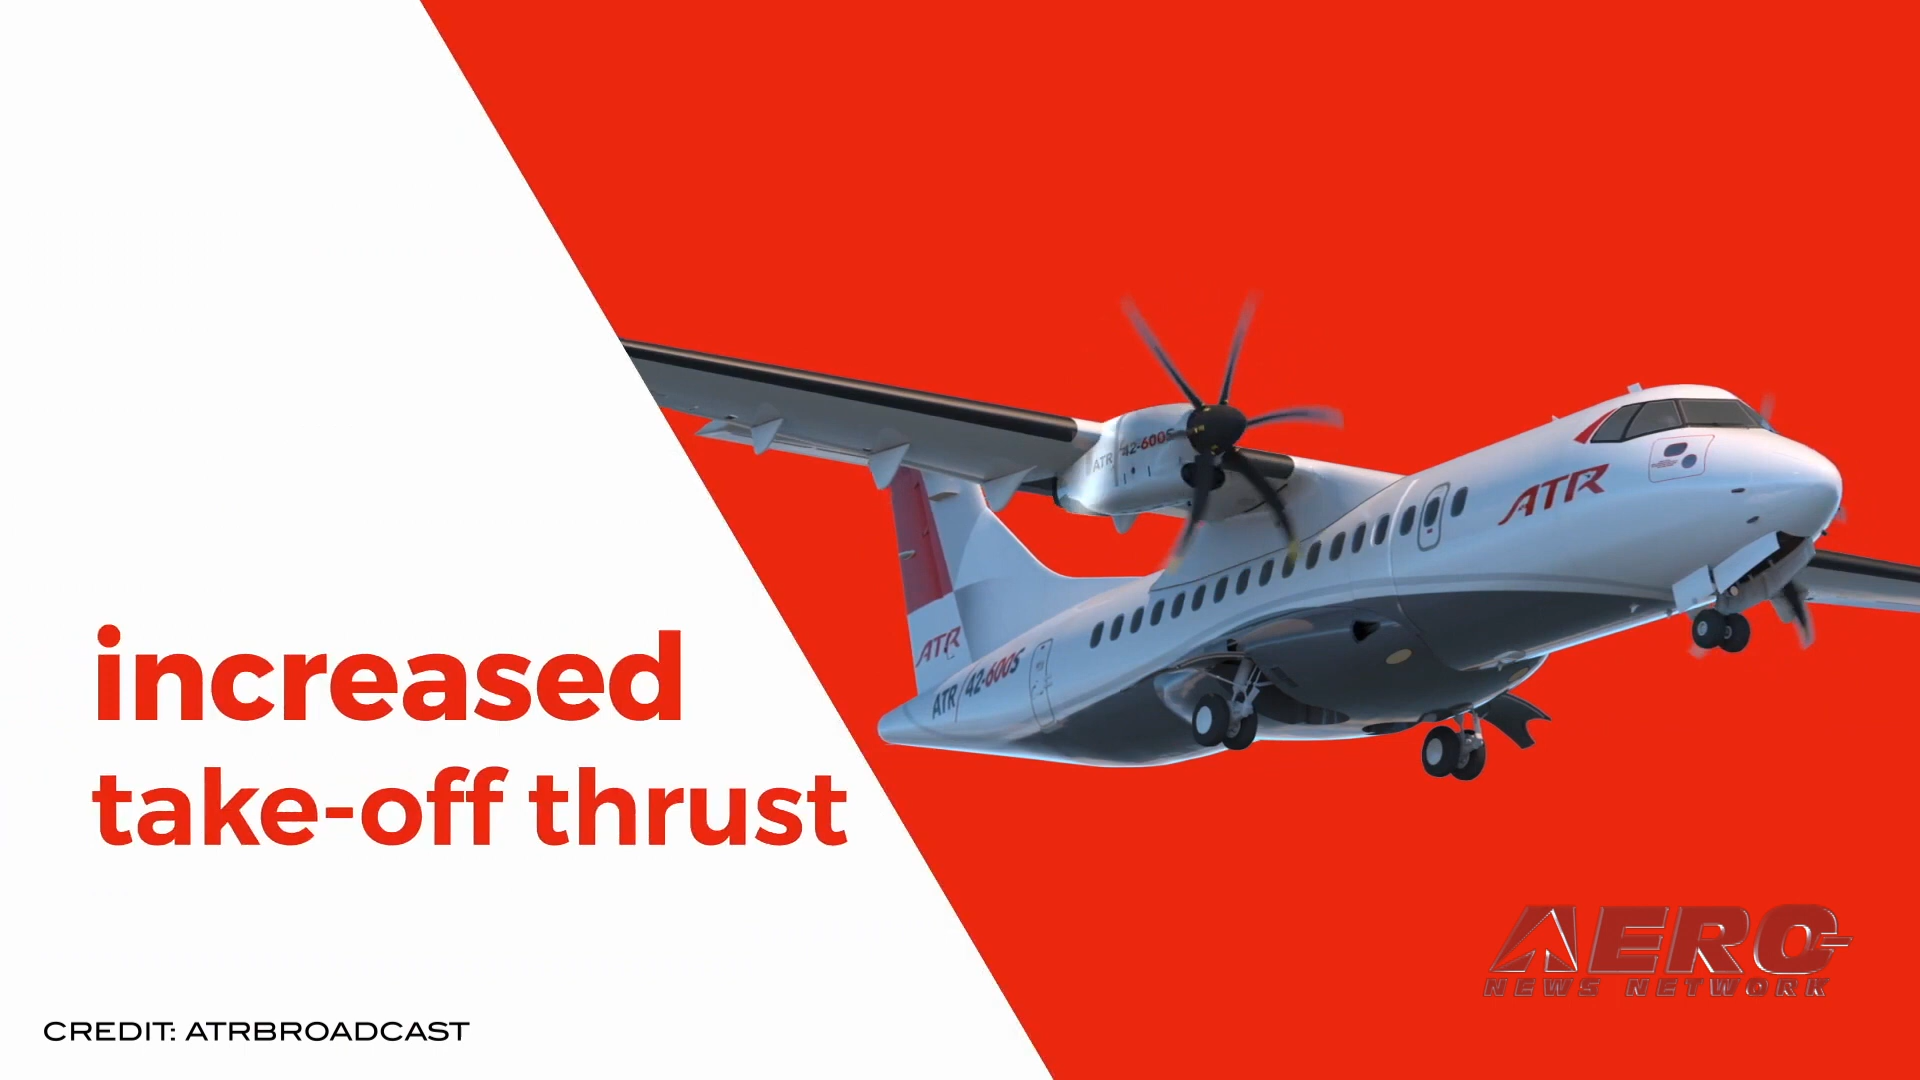 increased
take-off thrust
ATR 42-600S
ATR
ATR
ATR / 42-600S
AERO
NEWS NETWORK
CREDIT: ATRBROADCAST